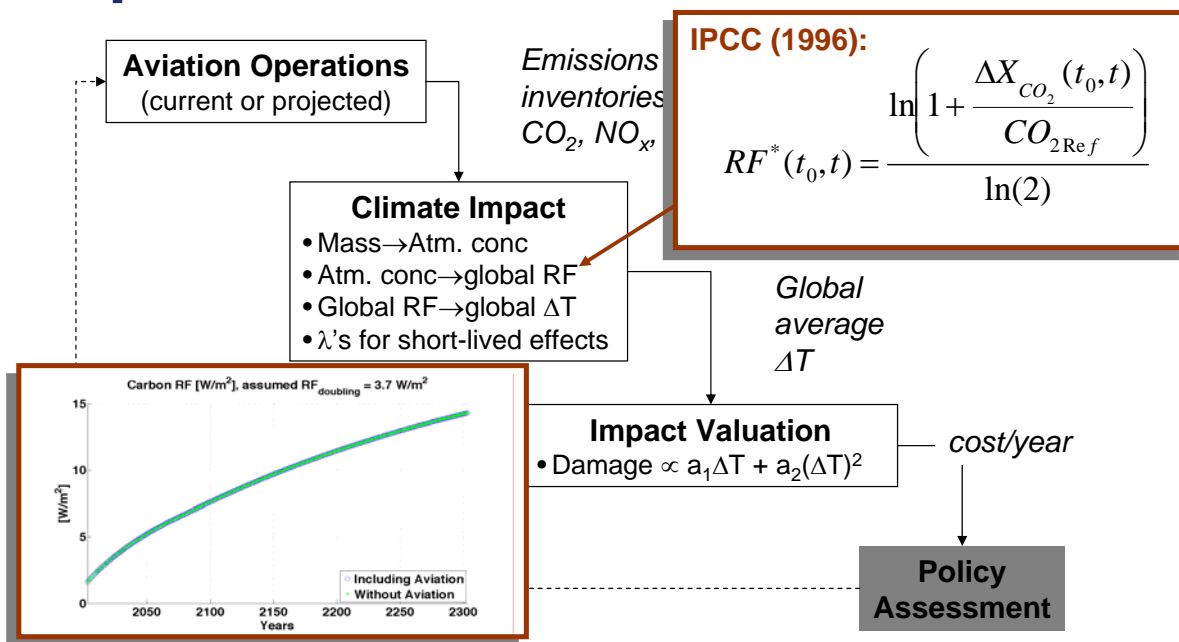 Aviation Operations
(current or projected)
Emissions
inventories
CO₂, NOₓ,
IPCC (1996):
RF*(t₀,t) = ln(1 + ΔX_CO₂(t₀,t) / CO₂Ref) / ln(2)
Climate Impact
• Mass→Atm. conc
• Atm. conc→global RF
• Global RF→global ΔT
• λ's for short-lived effects
Global
average
ΔT
Carbon RF [W/m²], assumed RF_doubling = 3.7 W/m²
15
10
5
0
[W/m²]
2050 2100 2150 2200 2250 2300
Years
Including Aviation
Without Aviation
Impact Valuation
• Damage ∝ a₁ΔT + a₂(ΔT)²
cost/year
Policy
Assessment